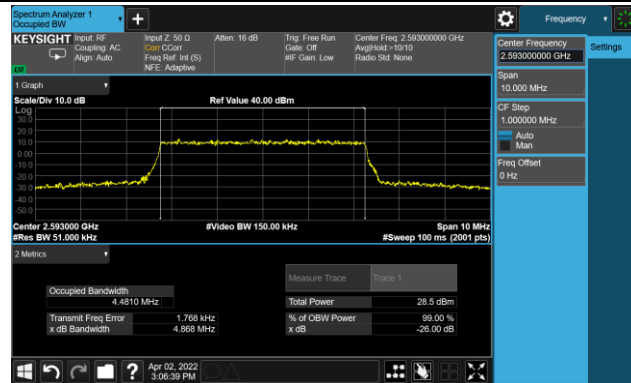 Spectrum Analyzer 1
Occupied BW
+
Frequency
KEYSIGHT
Input: RF
Coupling: AC
Align: Auto
Input Z: 50 Ω
Corr CCorr
Freq Ref: Int (S)
NFE: Adaptive
Atten: 16 dB
Trig: Free Run
Gate: Off
#IF Gain: Low
Center Freq: 2.593000000 GHz
Avg|Hold:>10/10
Radio Std: None
Center Frequency
2.593000000 GHz
Settings
Span
10.000 MHz
CF Step
1.000000 MHz
Auto
Man
Freq Offset
0 Hz
1 Graph
Scale/Div 10.0 dB
Ref Value 40.00 dBm
Log
30.0
20.0
10.0
0.00
-10.0
-20.0
-30.0
-40.0
-50.0
Center 2.593000 GHz
#Video BW 150.00 kHz
Span 10 MHz
#Res BW 51.000 kHz
#Sweep 100 ms (2001 pts)
2 Metrics
Measure Trace
Trace 1
Occupied Bandwidth
4.4810 MHz
Total Power
28.5 dBm
Transmit Freq Error
1.768 kHz
% of OBW Power
99.00 %
x dB Bandwidth
4.868 MHz
x dB
-26.00 dB
?
Apr 02, 2022
3:06:39 PM